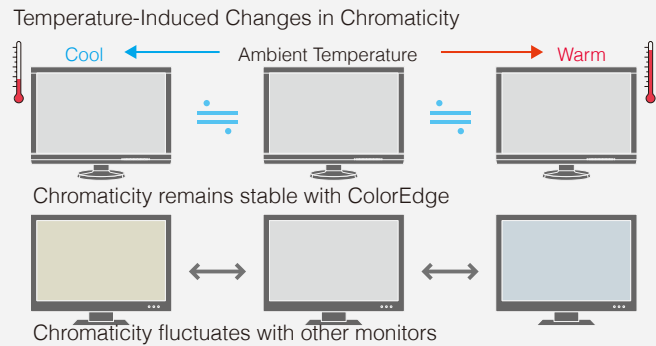 Temperature-Induced Changes in Chromaticity
Cool Ambient Temperature Warm
Chromaticity remains stable with ColorEdge
Chromaticity fluctuates with other monitors